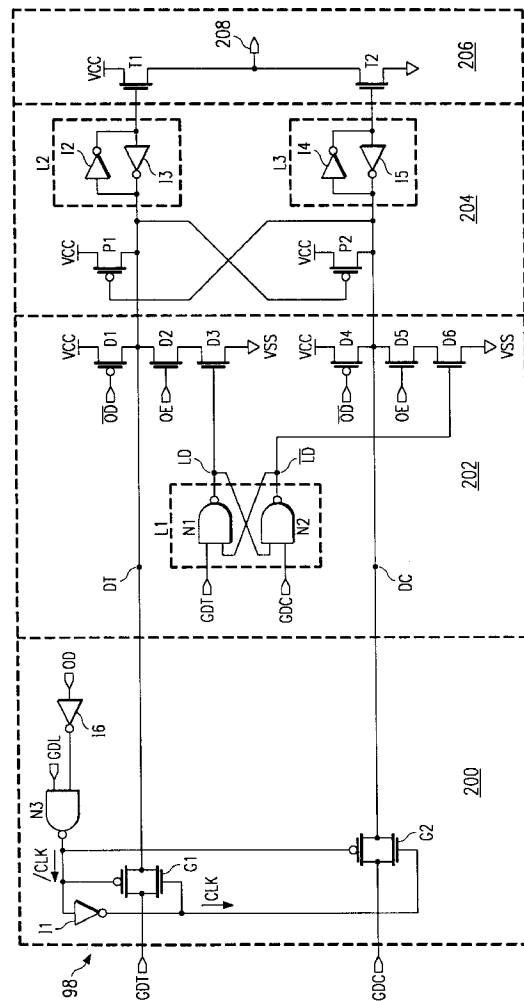 98
GDT
GDC
I1
/CLK
CLK
N3
GDL
I6
OD
G1
G2
200
DT
DC
L1
N1
N2
GDT
GDC
LD
LD
VCC
OD
D1
OE
D2
D3
VSS
VCC
OD
D4
OE
D5
D6
VSS
202
VCC
P1
VCC
P2
L2
I2
I3
L3
I4
I5
204
VCC
T1
208
T2
206